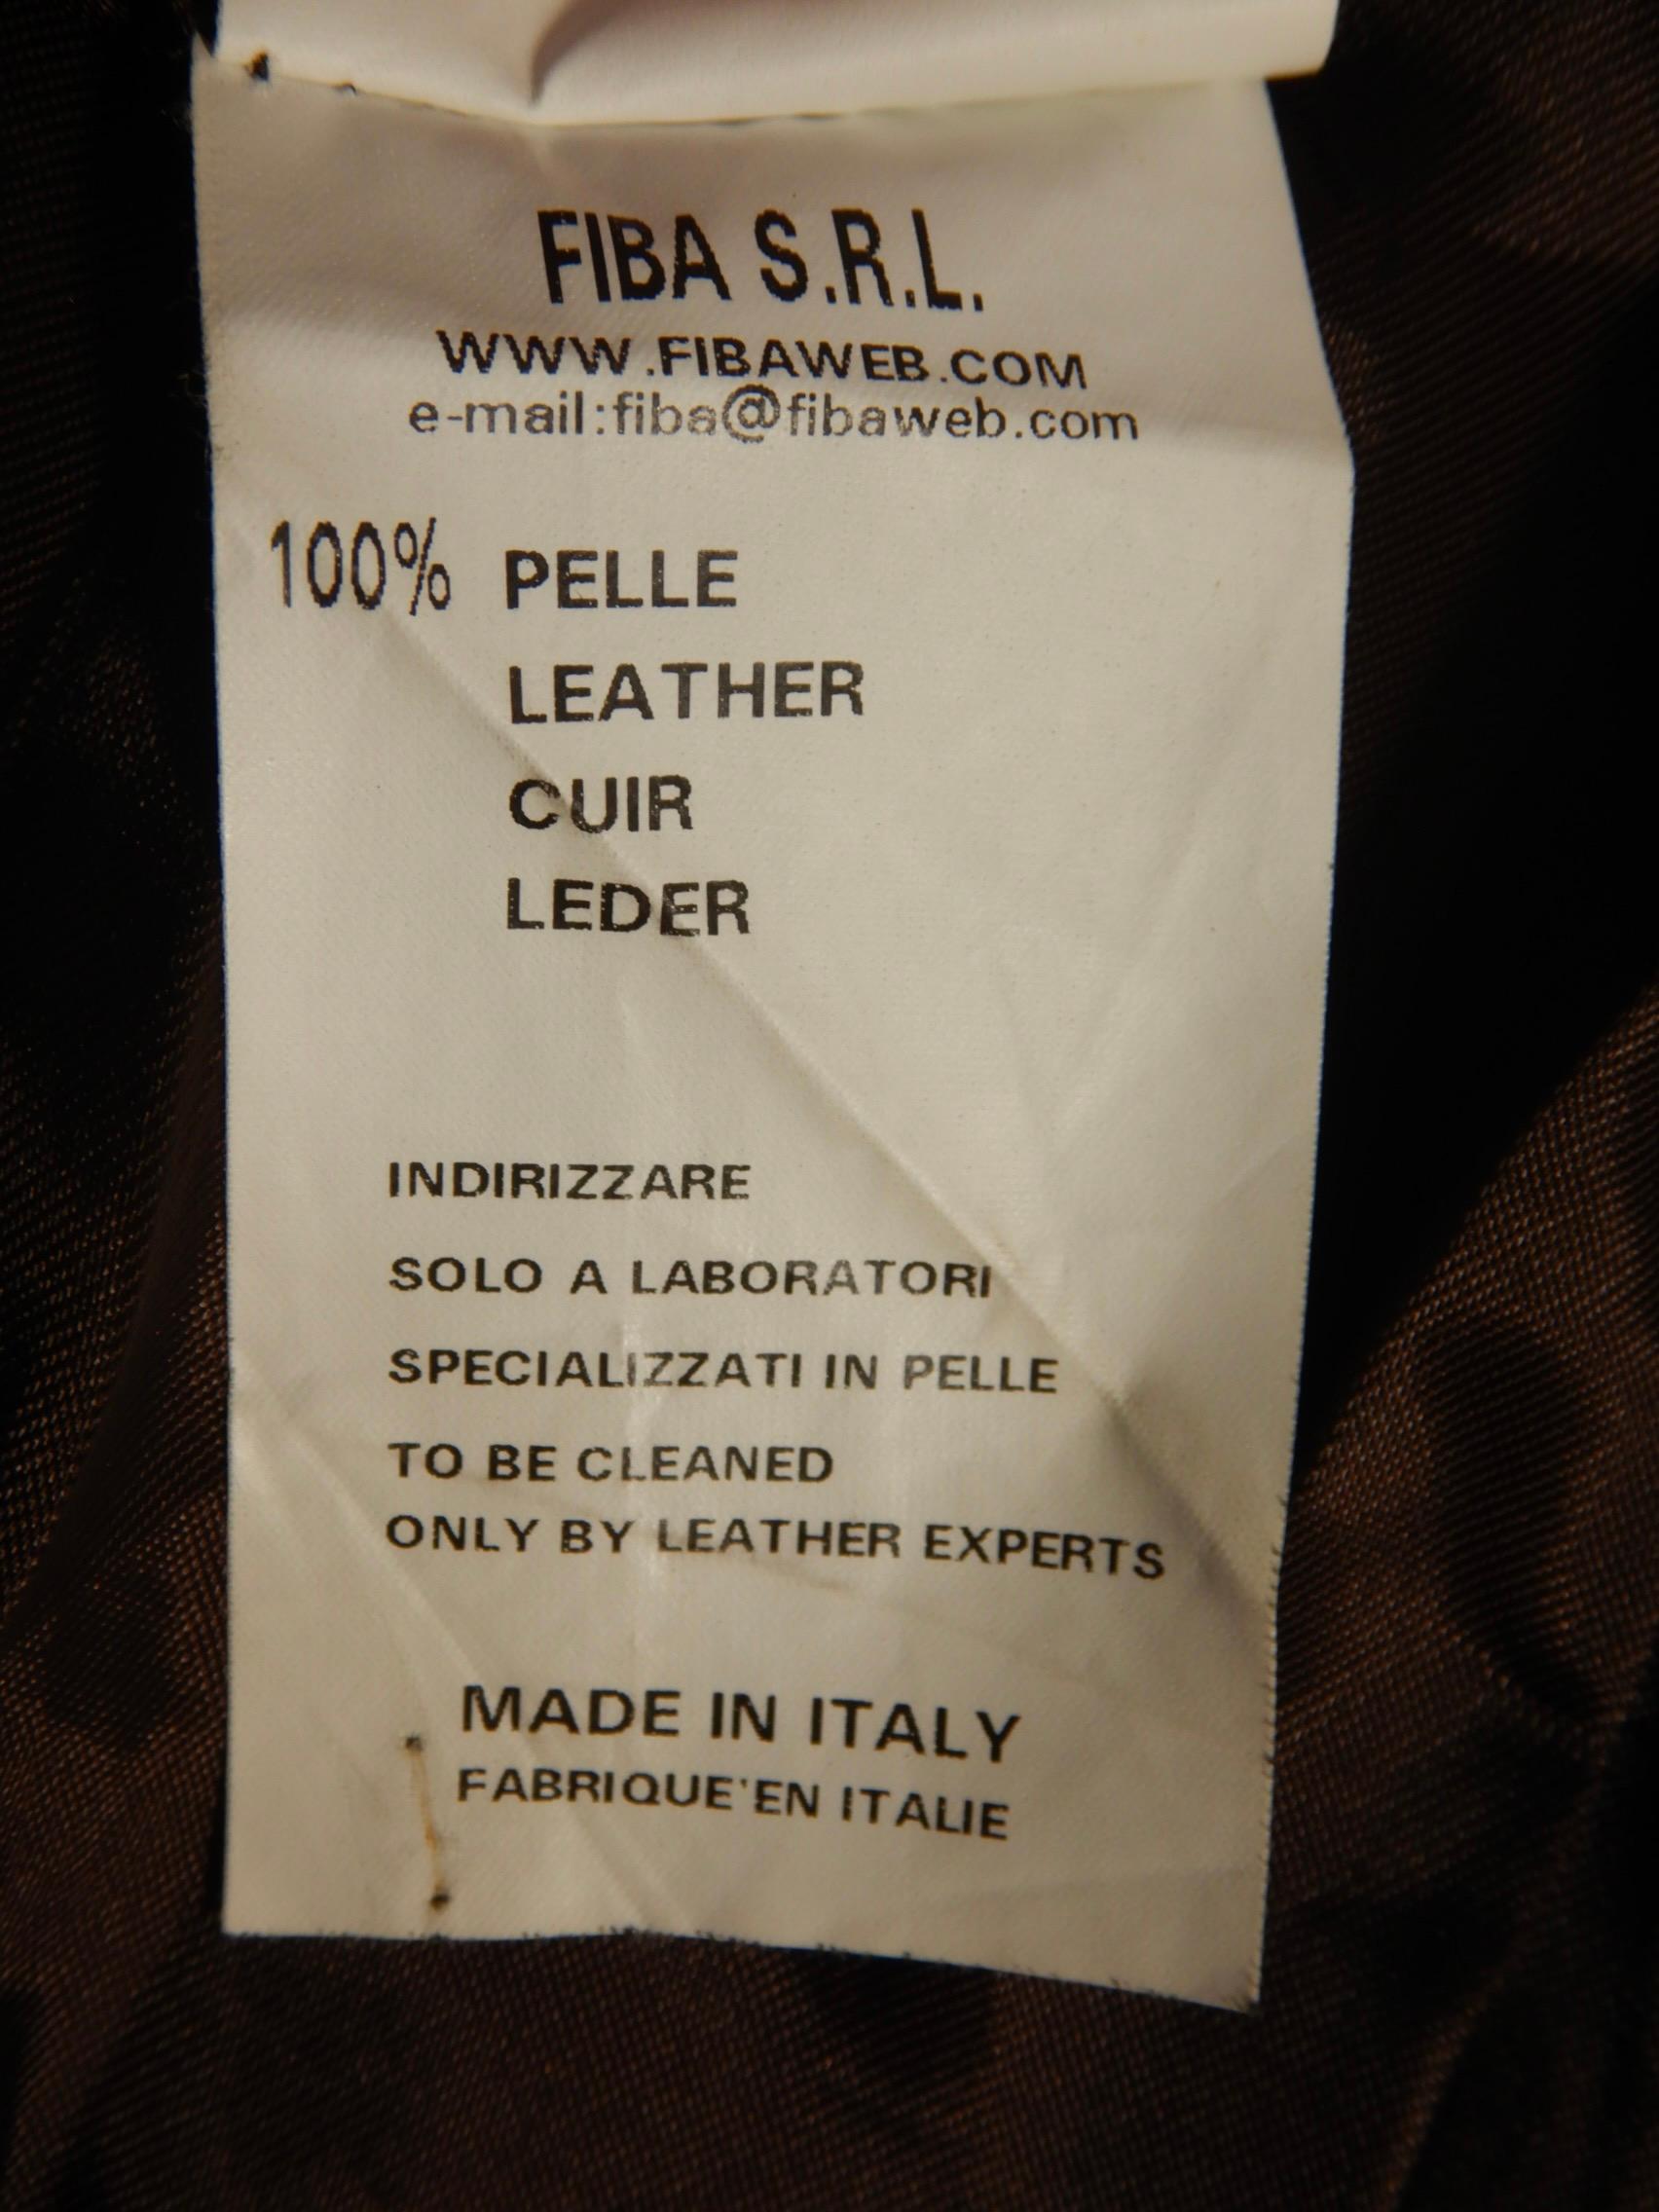 FIBA S.R.L.
WWW.FIBAWEB.COM
e-mail:fiba@fibaweb.com
100% PELLE
LEATHER
CUIR
LEDER
INDIRIZZARE
SOLO A LABORATORI
SPECIALIZZATI IN PELLE
TO BE CLEANED
ONLY BY LEATHER EXPERTS
MADE IN ITALY
FABRIQUE'EN ITALIE